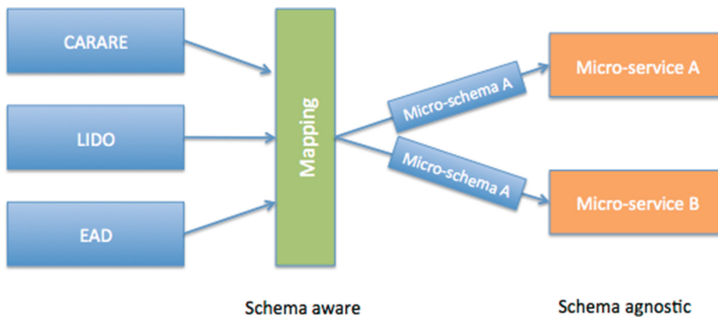 CARARE
LIDO
EAD
Mapping
Micro-schema A
Micro-schema A
Micro-service A
Micro-service B
Schema aware
Schema agnostic